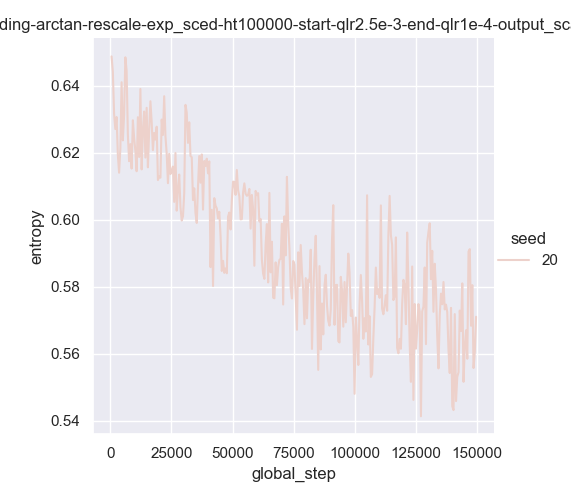 ding-arctan-rescale-exp_sced-ht100000-start-qlr2.5e-3-end-qlr1e-4-output_sca
0.64
0.62
0.60
0.58
0.56
0.54
entropy
0 25000 50000 75000 100000 125000 150000
global_step
seed
20